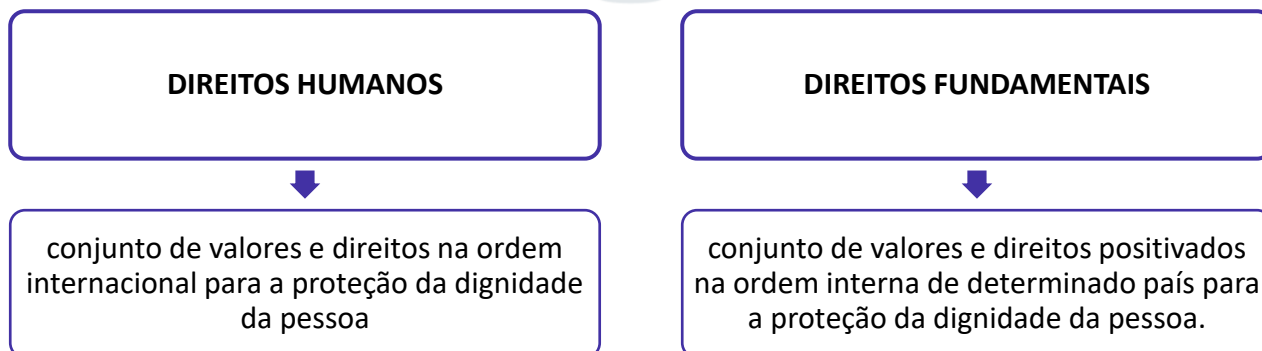 DIREITOS HUMANOS
conjunto de valores e direitos na ordem
internacional para a proteção da dignidade
da pessoa
DIREITOS FUNDAMENTAIS
conjunto de valores e direitos positivados
na ordem interna de determinado país para
a proteção da dignidade da pessoa.